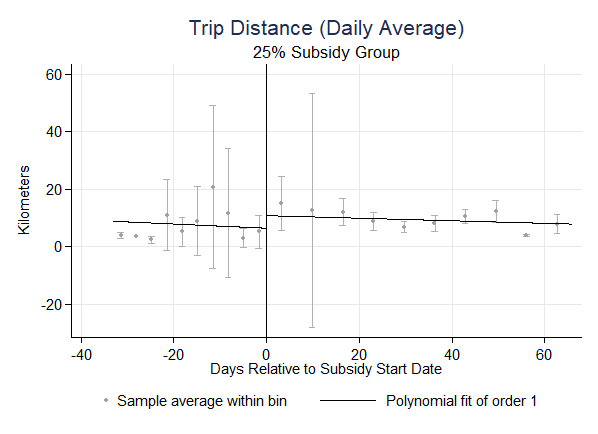 Trip Distance (Daily Average)
25% Subsidy Group
60
40
20
0
-20
Kilometers
-40 -20 0 20 40 60
Days Relative to Subsidy Start Date
Sample average within bin Polynomial fit of order 1